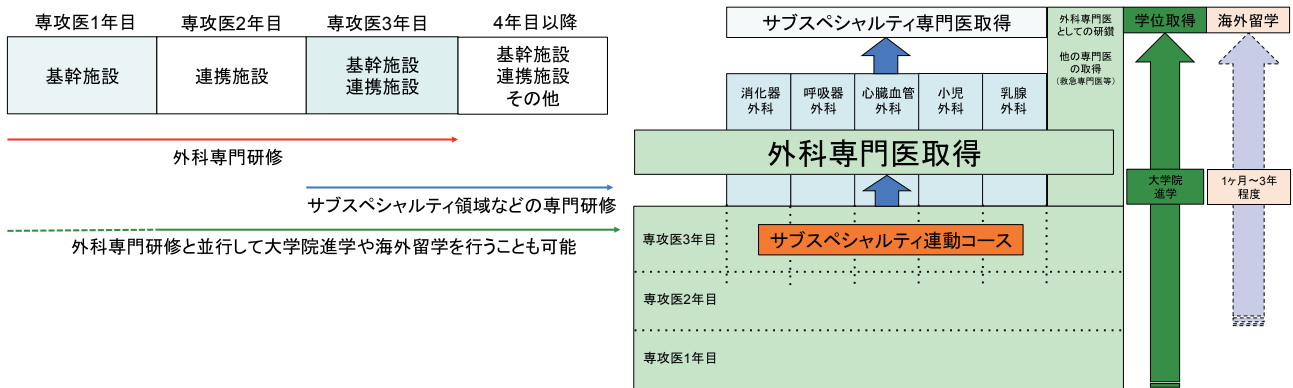 専攻医1年目
専攻医2年目
専攻医3年目
4年目以降
基幹施設
連携施設
基幹施設
連携施設
基幹施設
連携施設
その他
外科専門研修
サブスペシャルティ領域などの専門研修
外科専門研修と並行して大学院進学や海外留学を行うことも可能
サブスペシャルティ専門医取得
外科専門医
としての研鑽
他の専門医
の取得
(救急専門医等)
学位取得
海外留学
消化器
外科
呼吸器
外科
心臓血管
外科
小児
外科
乳腺
外科
外科専門医取得
大学院
進学
1ヶ月〜3年
程度
専攻医3年目
サブスペシャルティ連動コース
専攻医2年目
専攻医1年目